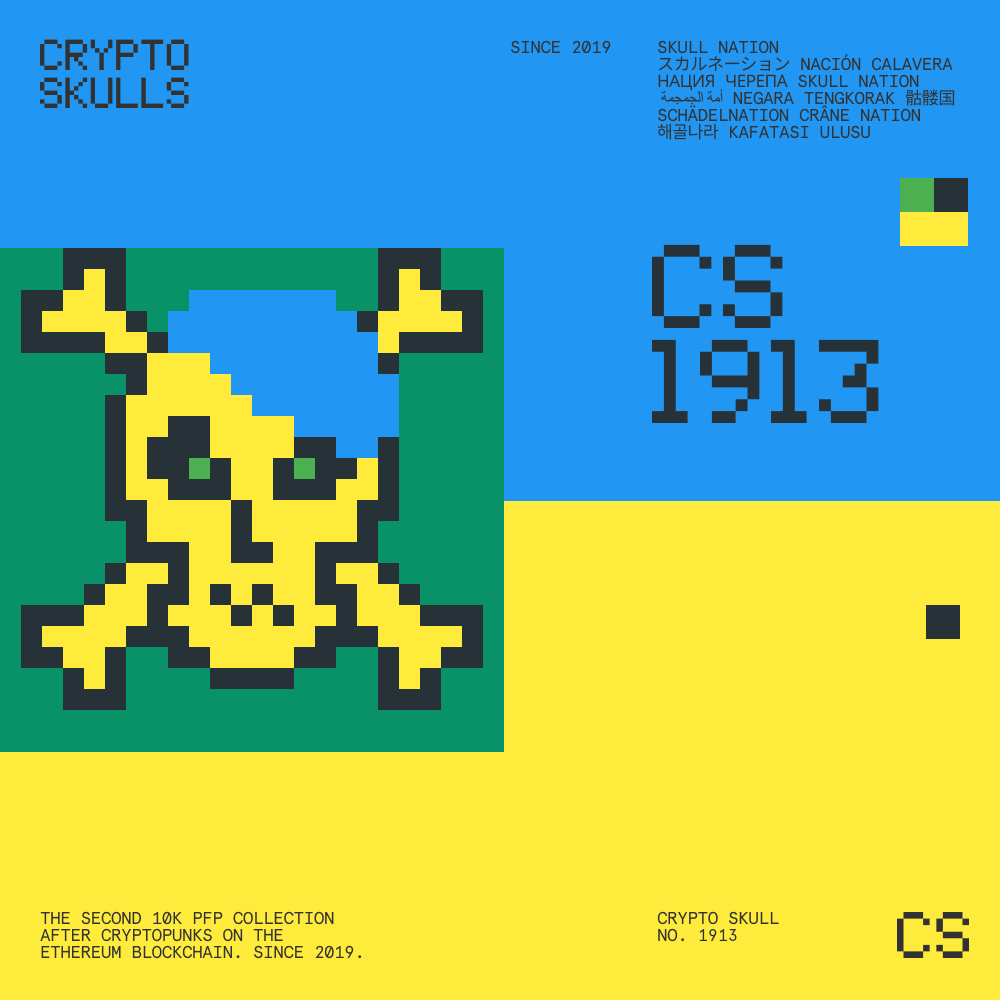 CRYPTO
SKULLS
SINCE 2019
SKULL NATION
スカルネーション NACIÓN CALAVERA
НАЦИЯ ЧЕРЕПА SKULL NATION
أمة الجمجمة NEGARA TENGKORAK 骷髅国
SCHÄDELNATION CRÂNE NATION
해골나라 KAFATASI ULUSU
CS
1913
THE SECOND 10K PFP COLLECTION
AFTER CRYPTOPUNKS ON THE
ETHEREUM BLOCKCHAIN. SINCE 2019.
CRYPTO SKULL
NO. 1913
CS